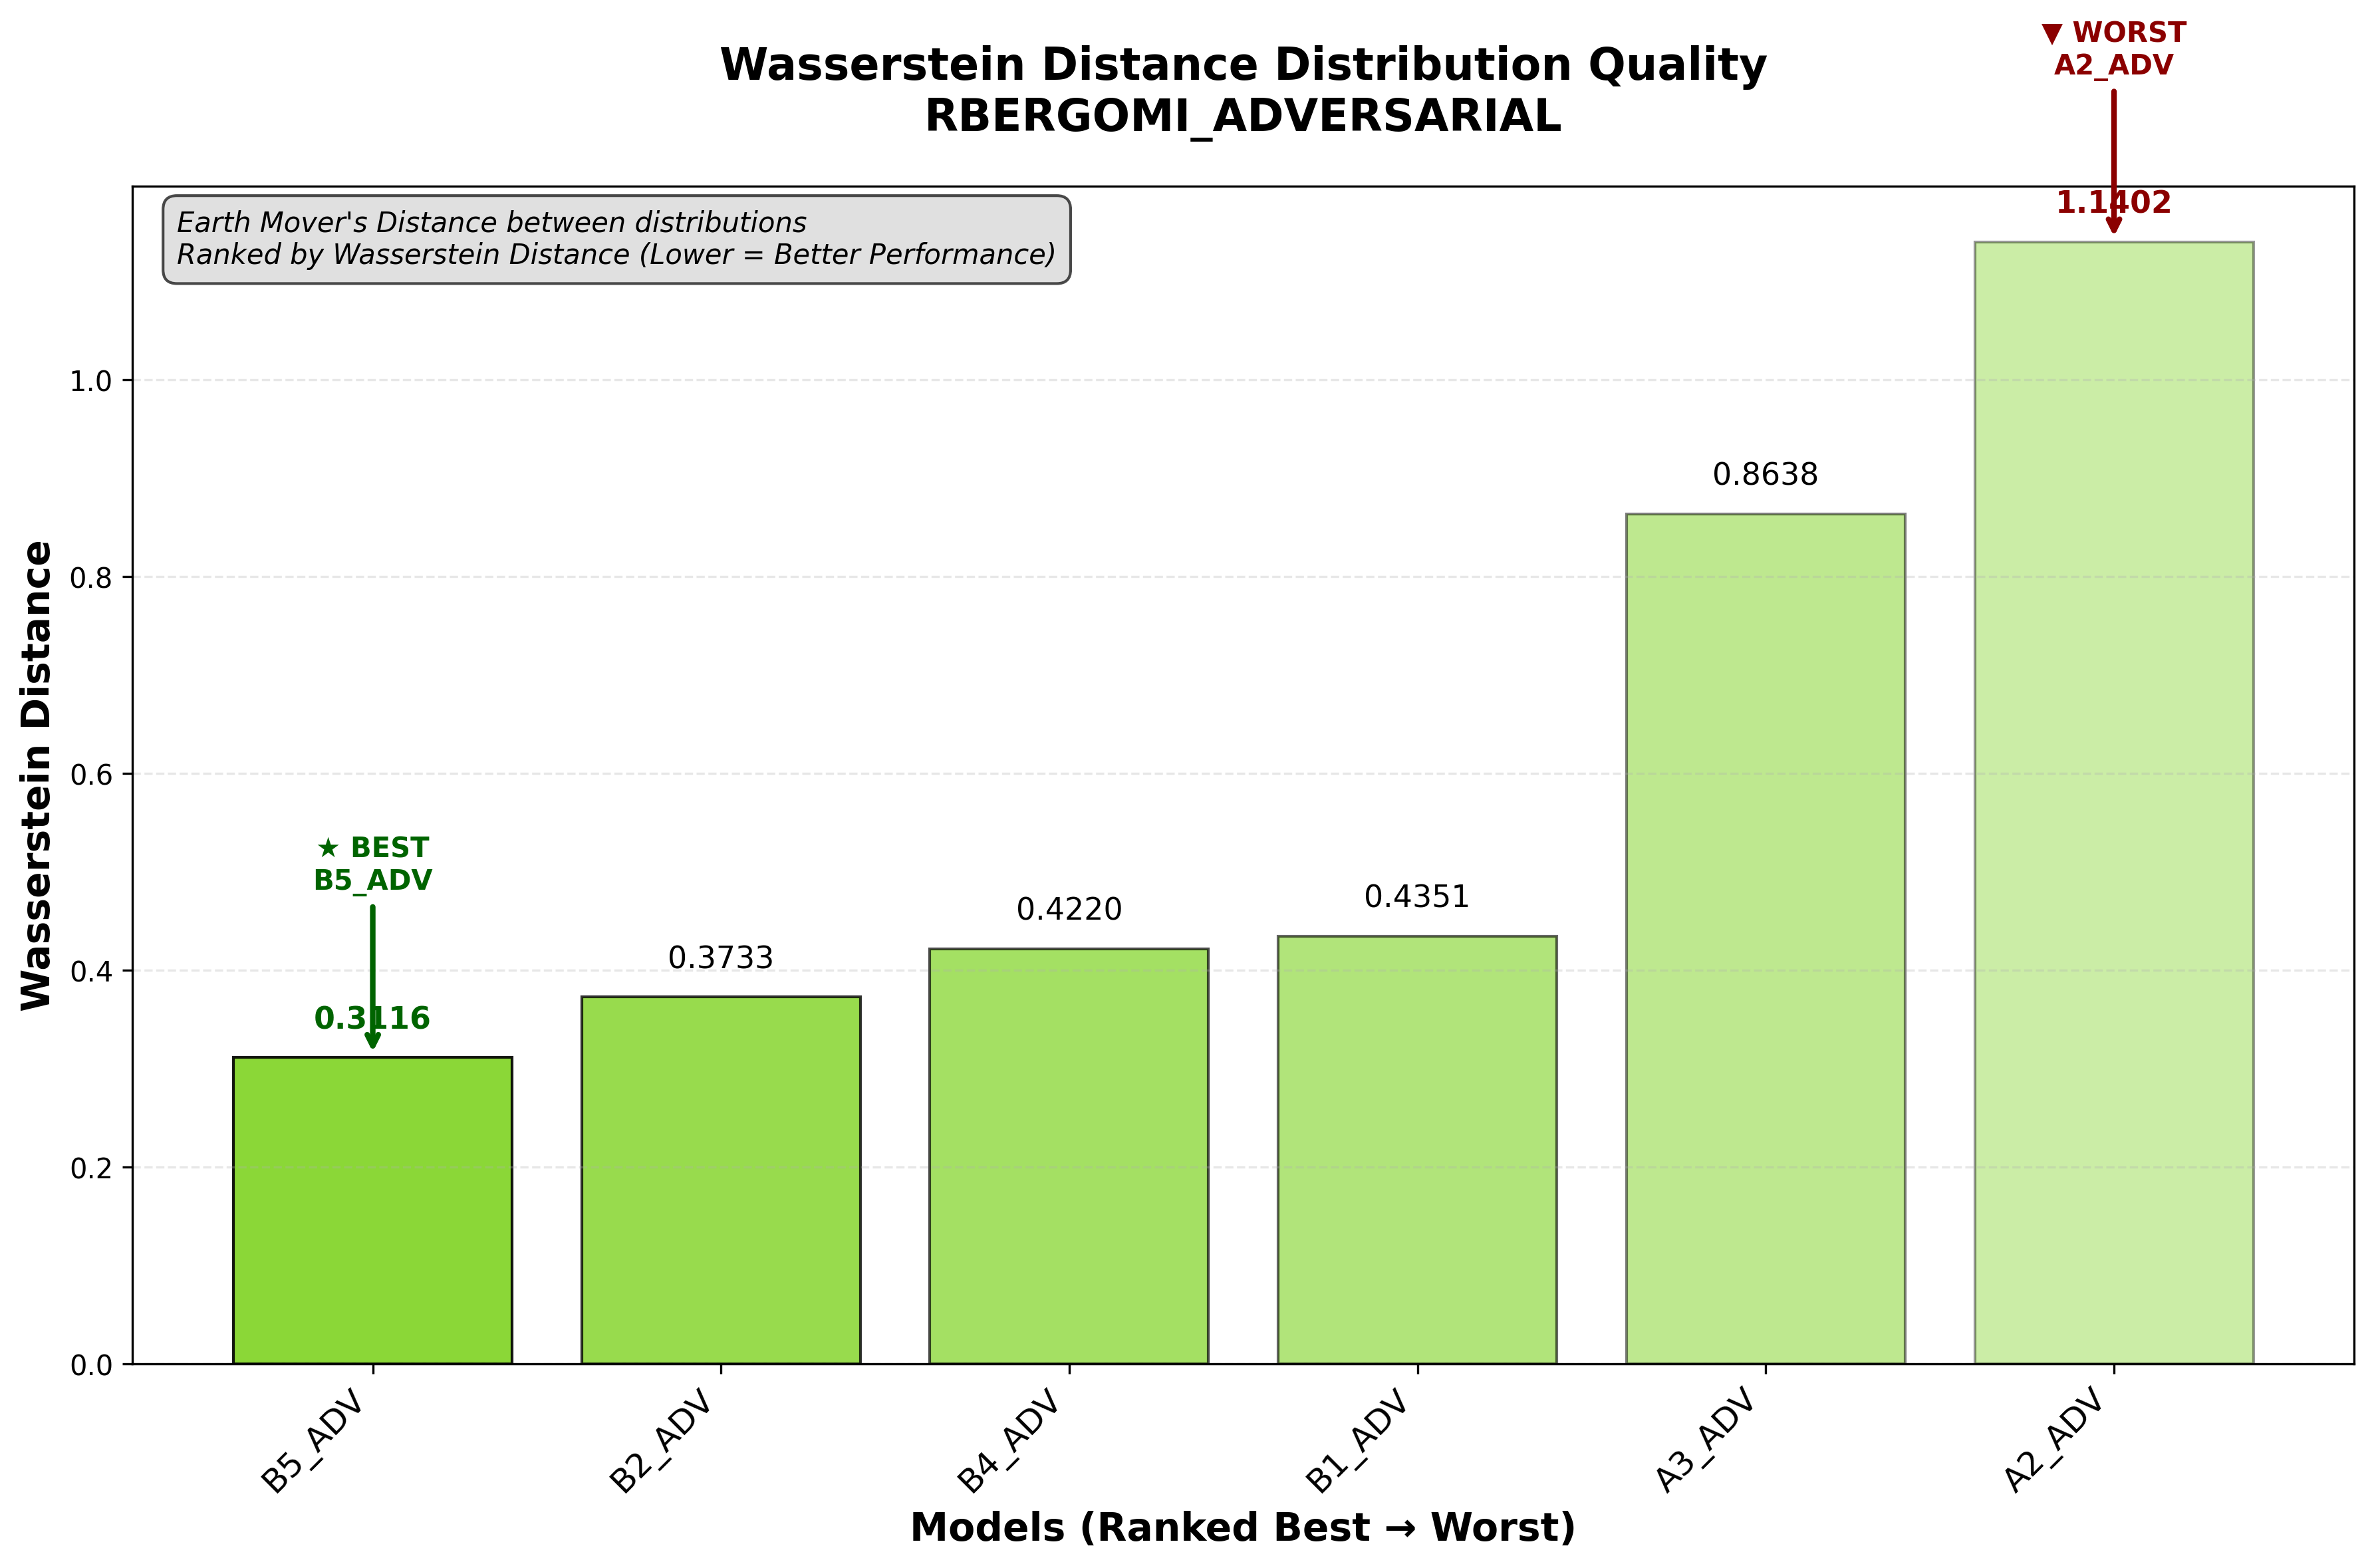 ▼ WORST
A2_ADV
Wasserstein Distance Distribution Quality
RBERGOMI_ADVERSARIAL
Earth Mover's Distance between distributions
Ranked by Wasserstein Distance (Lower = Better Performance)
1.1402
0.8638
★ BEST
B5_ADV
0.3116
0.3733
0.4220
0.4351
Wasserstein Distance
1.0
0.8
0.6
0.4
0.2
0.0
B5_ADV
B2_ADV
B4_ADV
B1_ADV
A3_ADV
A2_ADV
Models (Ranked Best → Worst)